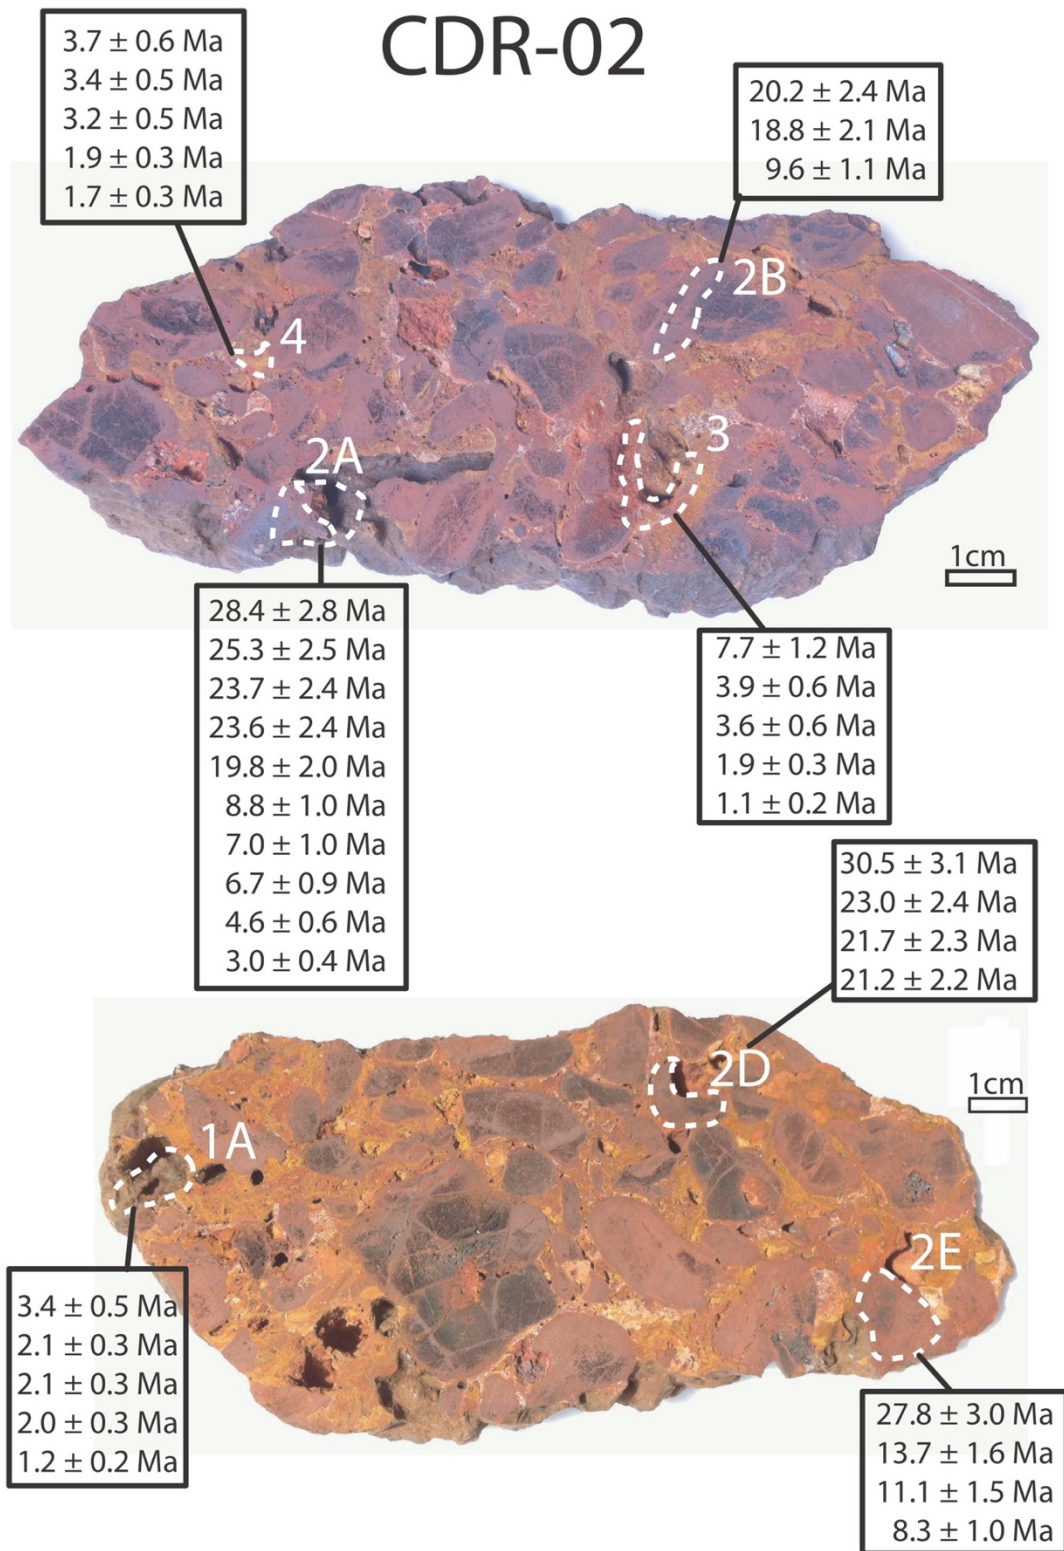 CDR-02
3.7 ± 0.6 Ma
3.4 ± 0.5 Ma
3.2 ± 0.5 Ma
1.9 ± 0.3 Ma
1.7 ± 0.3 Ma
20.2 ± 2.4 Ma
18.8 ± 2.1 Ma
9.6 ± 1.1 Ma
2B
4
3
2A
1cm
28.4 ± 2.8 Ma
25.3 ± 2.5 Ma
23.7 ± 2.4 Ma
23.6 ± 2.4 Ma
19.8 ± 2.0 Ma
8.8 ± 1.0 Ma
7.0 ± 1.0 Ma
6.7 ± 0.9 Ma
4.6 ± 0.6 Ma
3.0 ± 0.4 Ma
7.7 ± 1.2 Ma
3.9 ± 0.6 Ma
3.6 ± 0.6 Ma
1.9 ± 0.3 Ma
1.1 ± 0.2 Ma
30.5 ± 3.1 Ma
23.0 ± 2.4 Ma
21.7 ± 2.3 Ma
21.2 ± 2.2 Ma
2D
1cm
1A
2E
3.4 ± 0.5 Ma
2.1 ± 0.3 Ma
2.1 ± 0.3 Ma
2.0 ± 0.3 Ma
1.2 ± 0.2 Ma
27.8 ± 3.0 Ma
13.7 ± 1.6 Ma
11.1 ± 1.5 Ma
8.3 ± 1.0 Ma